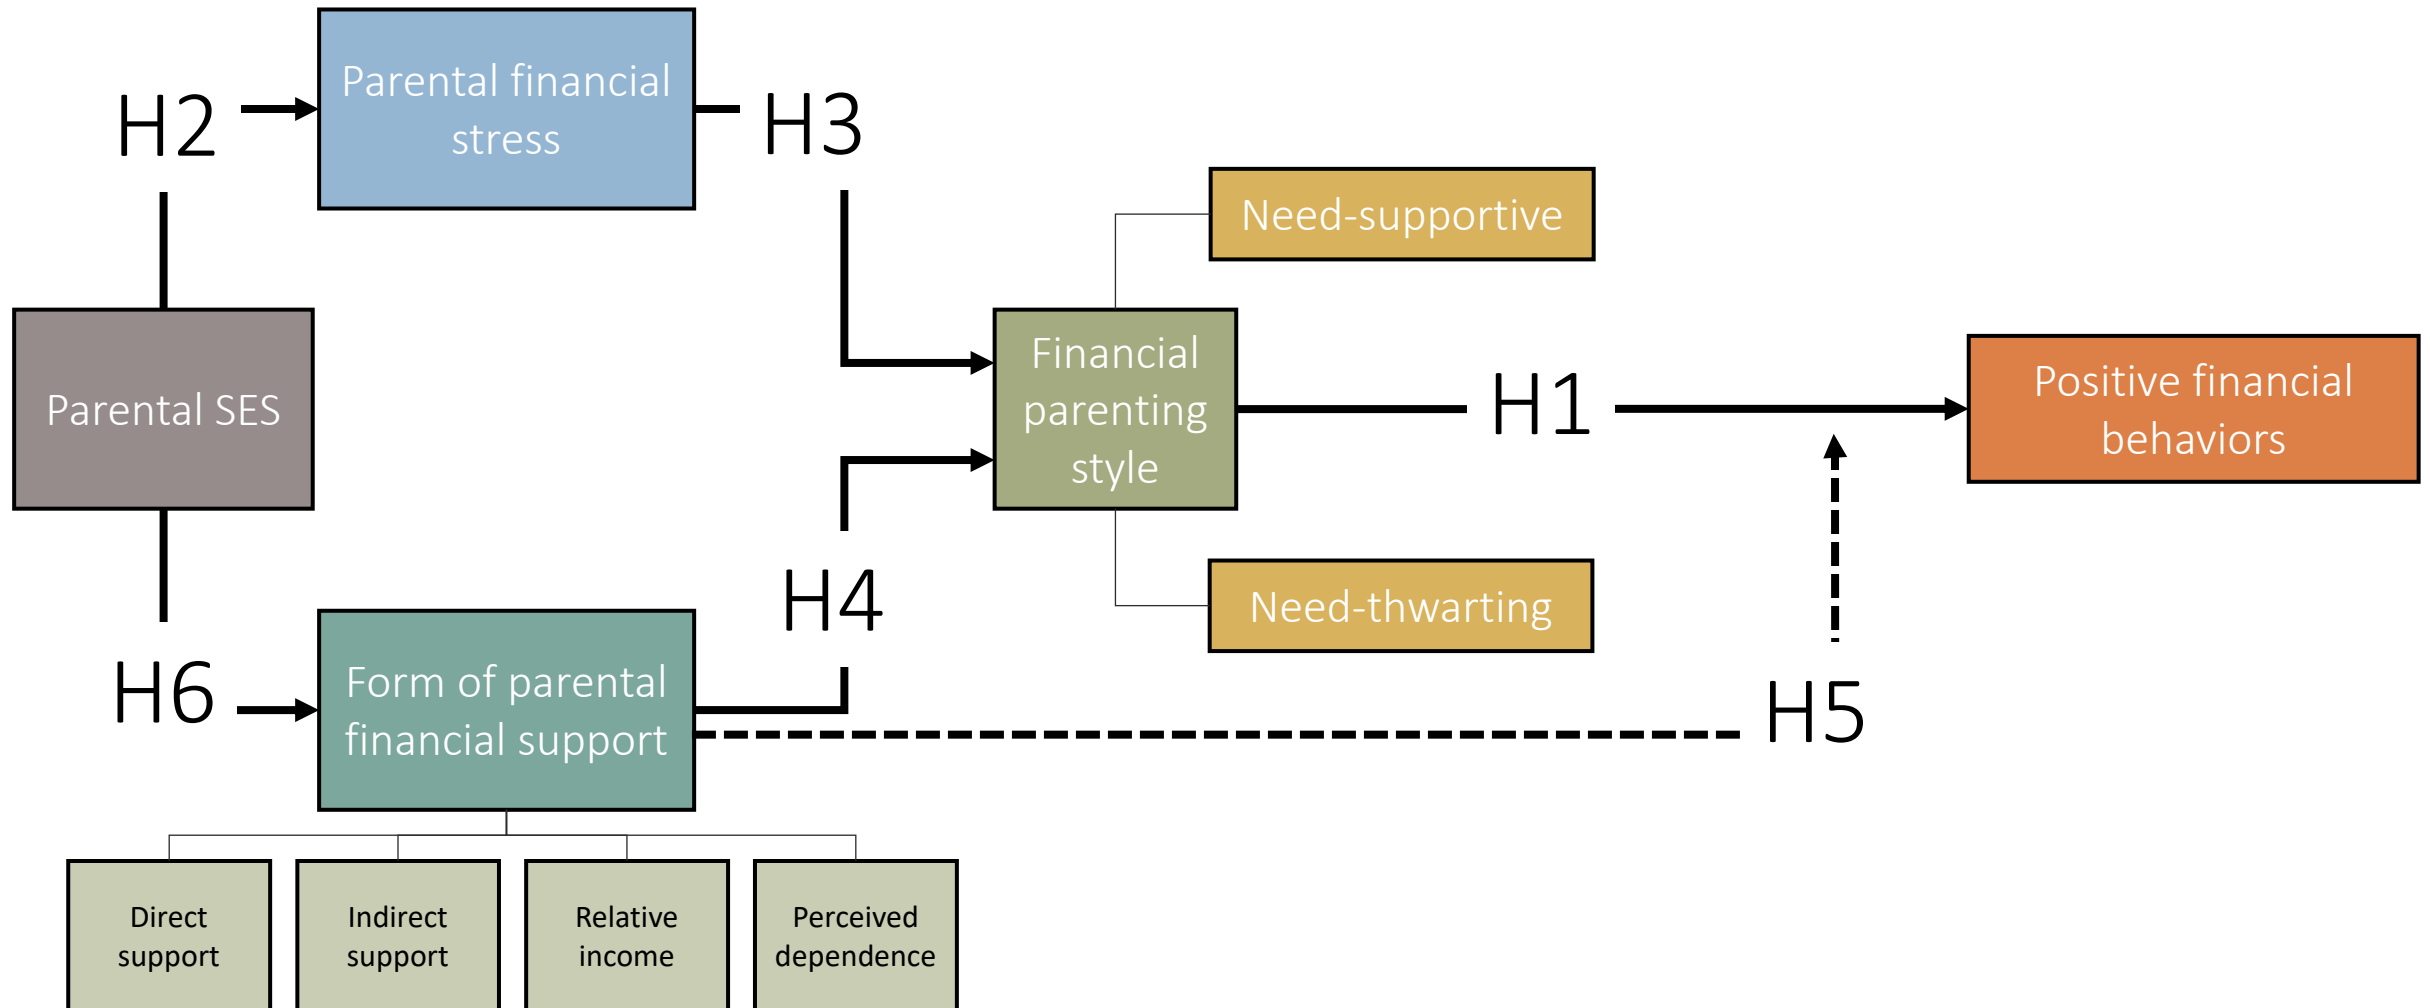 Parental financial
stress
H2
H3
Need-supportive
Parental SES
Financial
parenting
style
H1
Positive financial
behaviors
H4
Need-thwarting
H6
Form of parental
financial support
H5
Direct
support
Indirect
support
Relative
income
Perceived
dependence